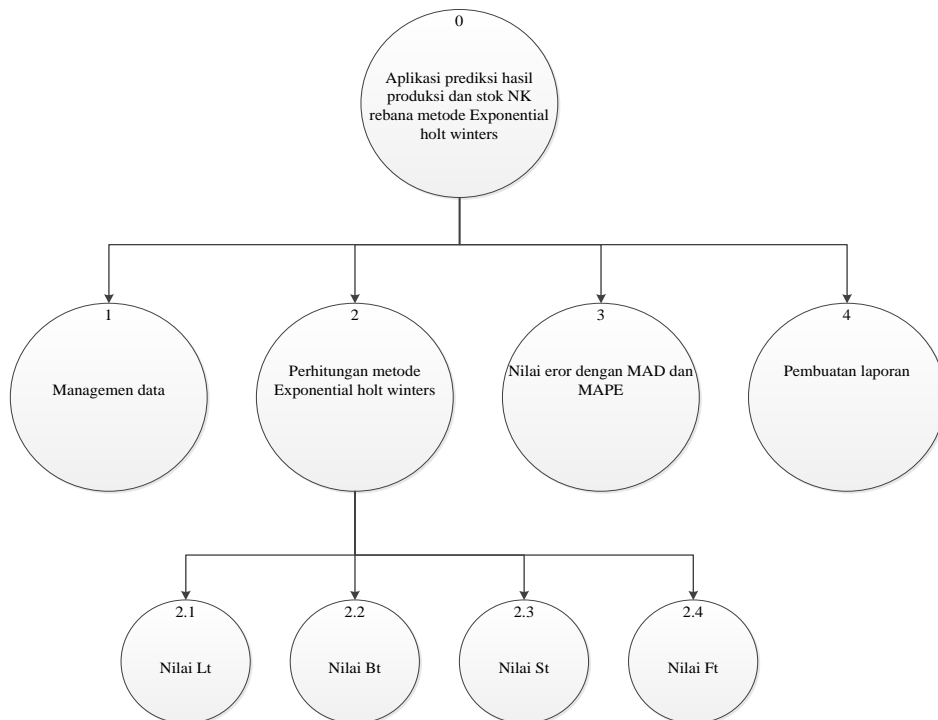 0
Aplikasi prediksi hasil
produksi dan stok NK
rebana metode Exponential
holt winters
1
Managemen data
2
Perhitungan metode
Exponential holt winters
3
Nilai eror dengan MAD dan
MAPE
4
Pembuatan laporan
2.1
Nilai Lt
2.2
Nilai Bt
2.3
Nilai St
2.4
Nilai Ft